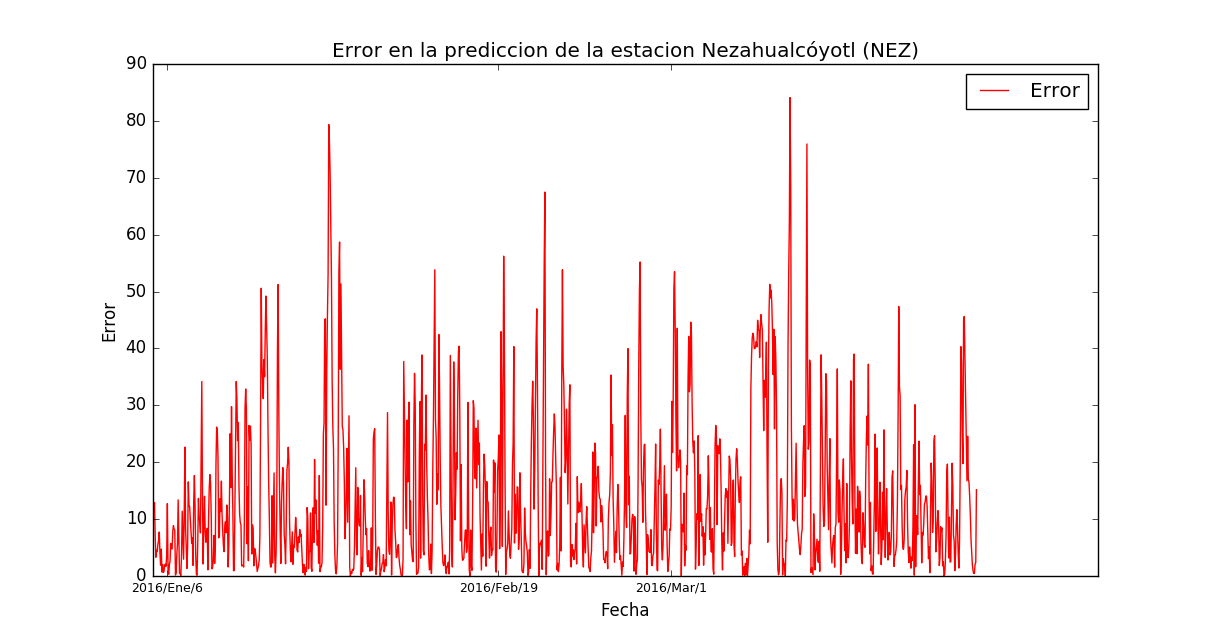 Error en la prediccion de la estacion Nezahualcóyotl (NEZ)
Error
90
80
70
60
50
40
30
20
10
0
Error
2016/Ene/6 2016/Feb/19 2016/Mar/1
Fecha